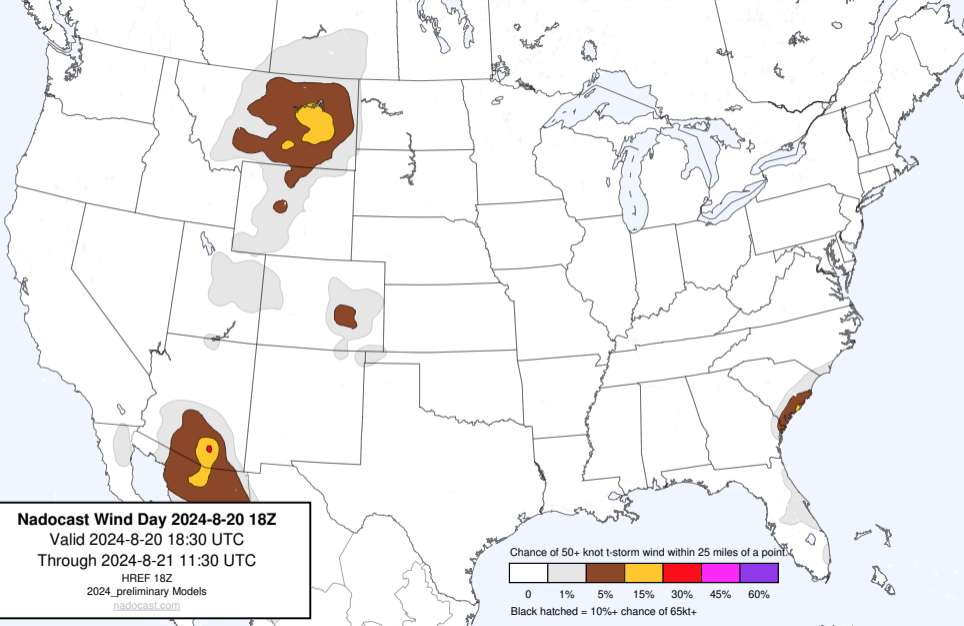 Nadocast Wind Day 2024-8-20 18Z
Valid 2024-8-20 18:30 UTC
Through 2024-8-21 11:30 UTC
HREF 18Z
2024_preliminary Models
nadocast.com
Chance of 50+ knot t-storm wind within 25 miles of a point.
0 1% 5% 15% 30% 45% 60%
Black hatched = 10%+ chance of 65kt+